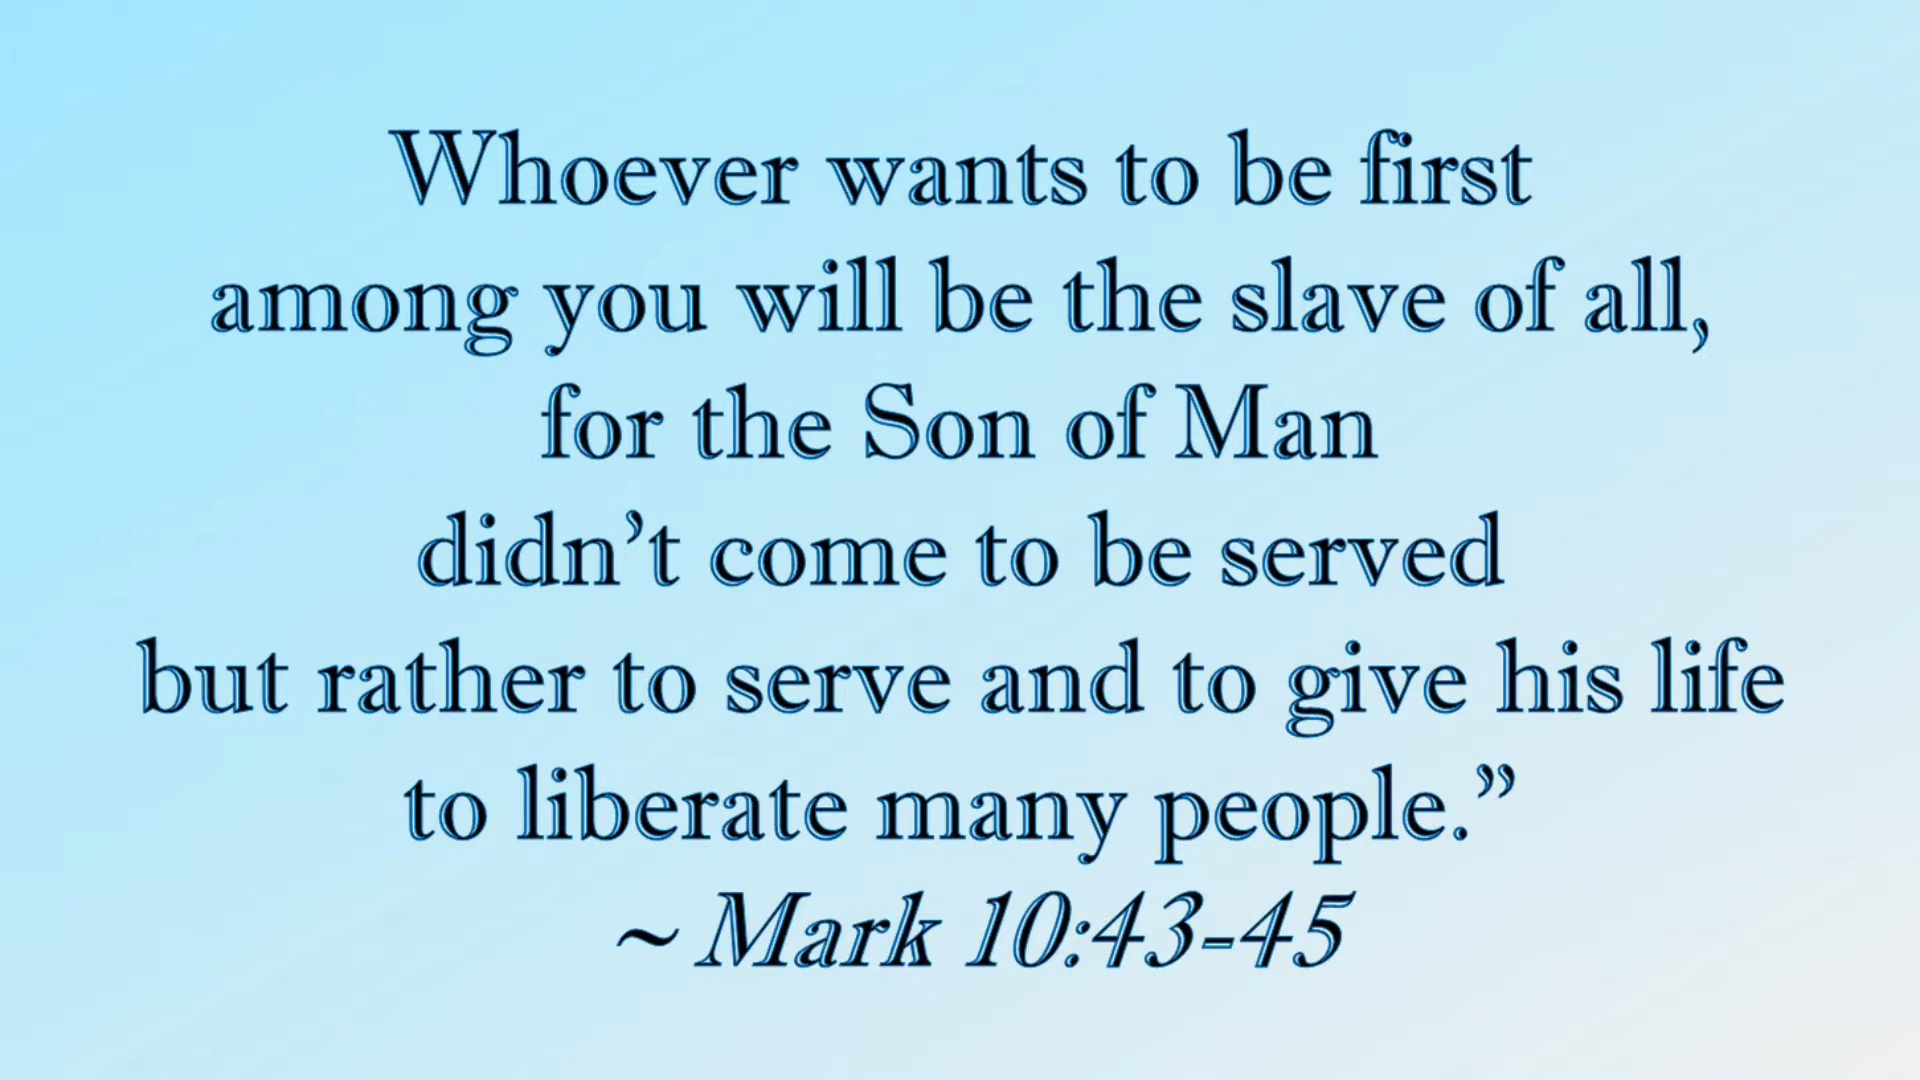 Whoever wants to be first
among you will be the slave of all,
for the Son of Man
didn’t come to be served
but rather to serve and to give his life
to liberate many people.”
~ Mark 10:43-45